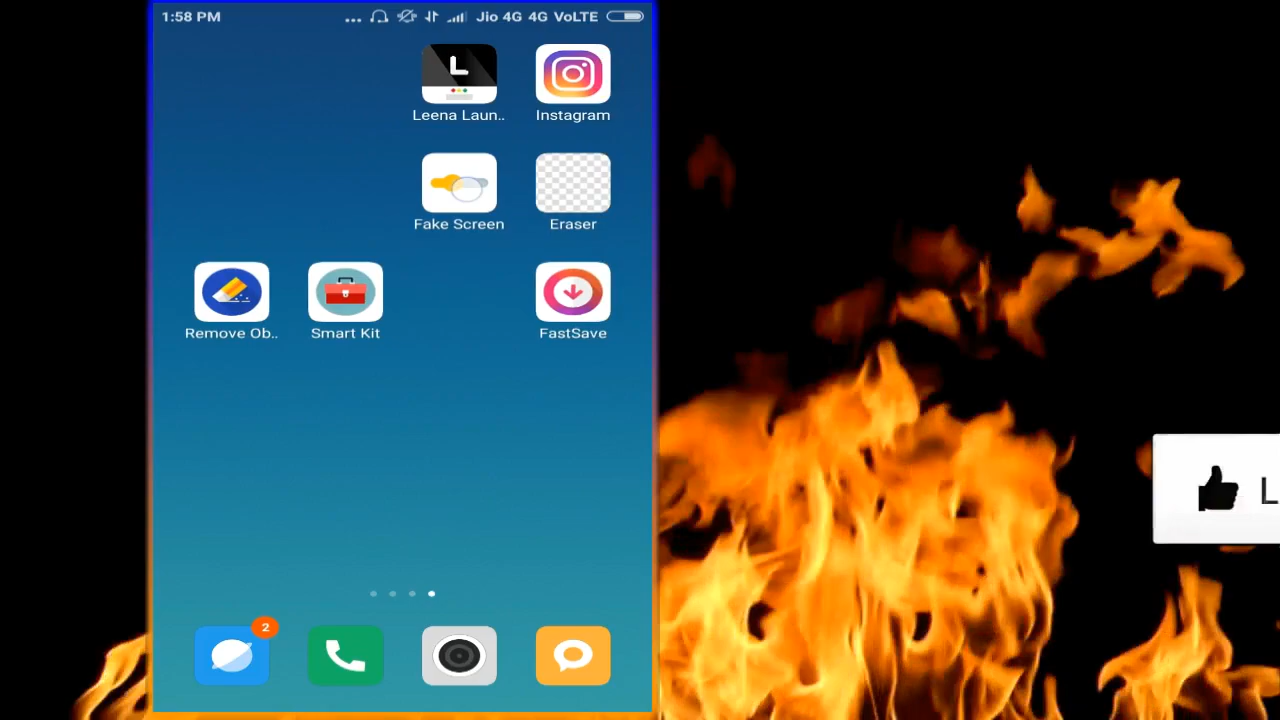 1:58 PM ... Jio 4G 4G VoLTE
L
Leena Laun.. Instagram
Fake Screen Eraser
Remove Ob.. Smart Kit FastSave
L
2